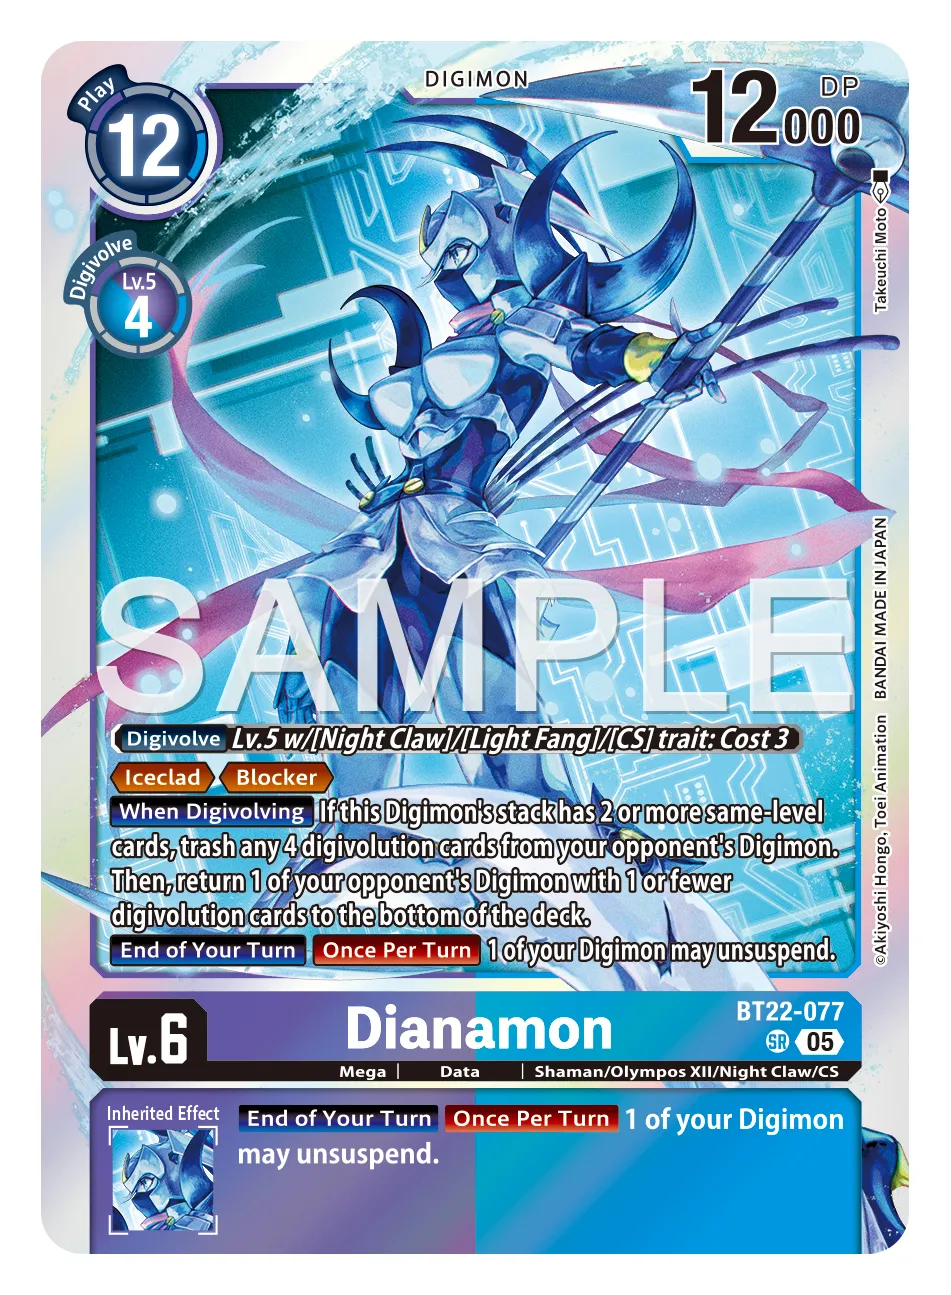 DIGIMON
Play
12
12000
DP
Digivolve
Lv.5
4
Takeuchi Moto
SAMPLE
Digivolve Lv.5 w/[Night Claw]/[Light Fang]/[CS] trait: Cost 3
Iceclad Blocker
When Digivolving If this Digimon's stack has 2 or more same-level
cards, trash any 4 digivolution cards from your opponent's Digimon.
Then, return 1 of your opponent's Digimon with 1 or fewer
digivolution cards to the bottom of the deck.
End of Your Turn Once Per Turn 1 of your Digimon may unsuspend.
©Akiyoshi Hongo, Toei Animation BANDAI MADE IN JAPAN
Lv.6
Dianamon
BT22-077
SR 05
Mega | Data | Shaman/Olympos XII/Night Claw/CS
Inherited Effect
End of Your Turn Once Per Turn 1 of your Digimon
may unsuspend.